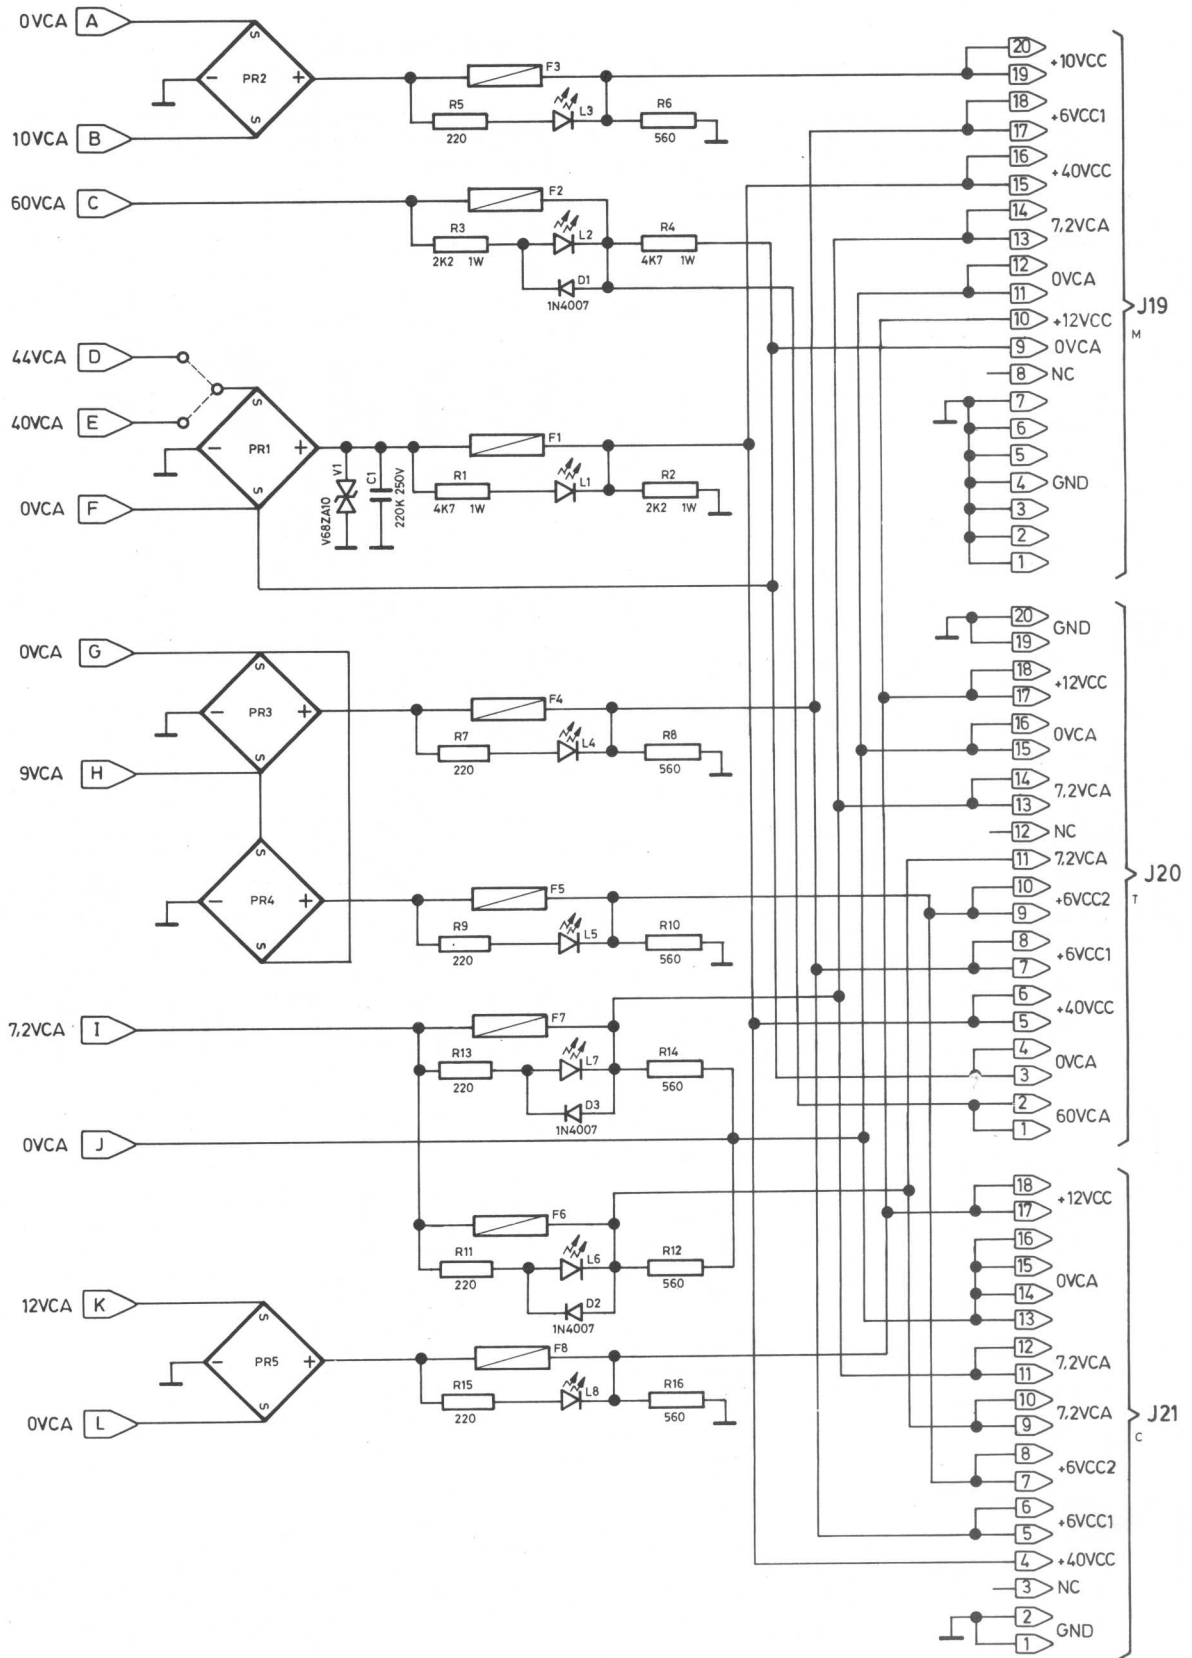 0VCA A
S
- PR2 +
S
10VCA B
F3
R5
220
L3
R6
560
60VCA C
F2
R3
2K2 1W
L2
R4
4K7 1W
D1
1N4007
44VCA D
40VCA E
S
- PR1 +
S
0VCA F
V1
V68ZA10
C1
220K 250V
F1
R1
4K7 1W
L1
R2
2K2 1W
0VCA G
S
- PR3 +
S
9VCA H
F4
R7
220
L4
R8
560
S
- PR4 +
S
F5
R9
220
L5
R10
560
7,2VCA I
F7
R13
220
L7
R14
560
D3
1N4007
0VCA J
F6
R11
220
L6
R12
560
D2
1N4007
12VCA K
S
- PR5 +
S
0VCA L
F8
R15
220
L8
R16
560
20
+10VCC
19
18
+6VCC1
17
16
+40VCC
15
14
7,2VCA
13
12
0VCA
11
10 +12VCC
9 0VCA
8 NC
7
6
5
4 GND
3
2
1
J19
M
20
GND
19
18
+12VCC
17
16
0VCA
15
14
7,2VCA
13
12 NC
11 7,2VCA
10
+6VCC2
9
8
+6VCC1
7
6
+40VCC
5
4
0VCA
3
2
60VCA
1
J20
T
18
+12VCC
17
16
15
0VCA
14
13
12
7,2VCA
11
10
7,2VCA
9
8
+6VCC2
7
6
+6VCC1
5
4 +40VCC
3 NC
2
GND
1
J21
C